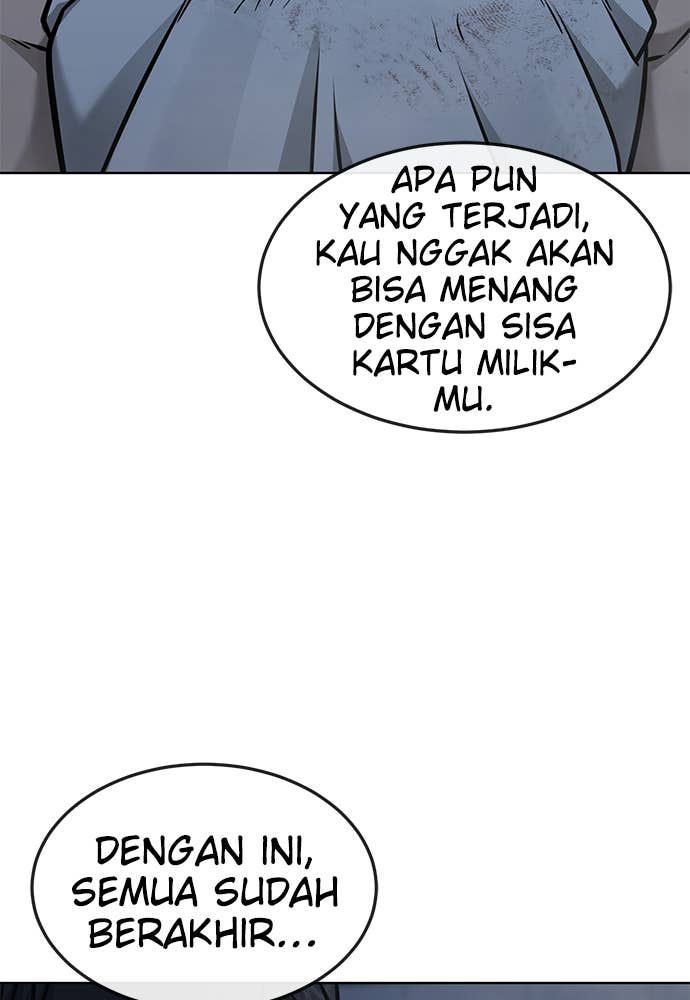 APA PUN
YANG TERJADI,
KAU NGGAK AKAN
BISA MENANG
DENGAN SISA
KARTU MILIK-
MU.
DENGAN INI,
SEMUA SUDAH
BERAKHIR...